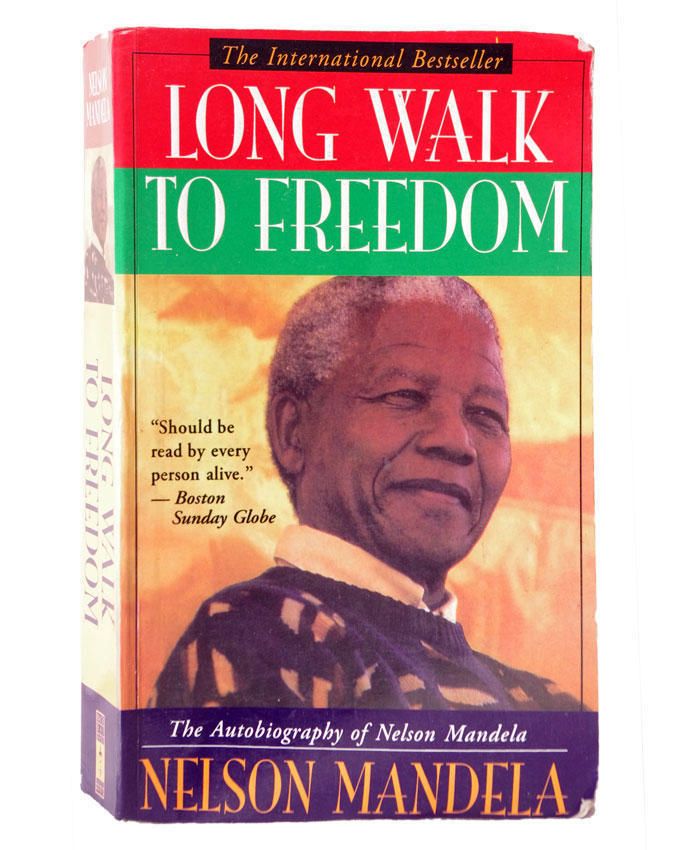 The International Bestseller
LONG WALK
TO FREEDOM
“Should be
read by every
person alive.”
— Boston
Sunday Globe
The Autobiography of Nelson Mandela
NELSON MANDELA
NELSON
MANDELA
LONG WALK
TO FREEDOM